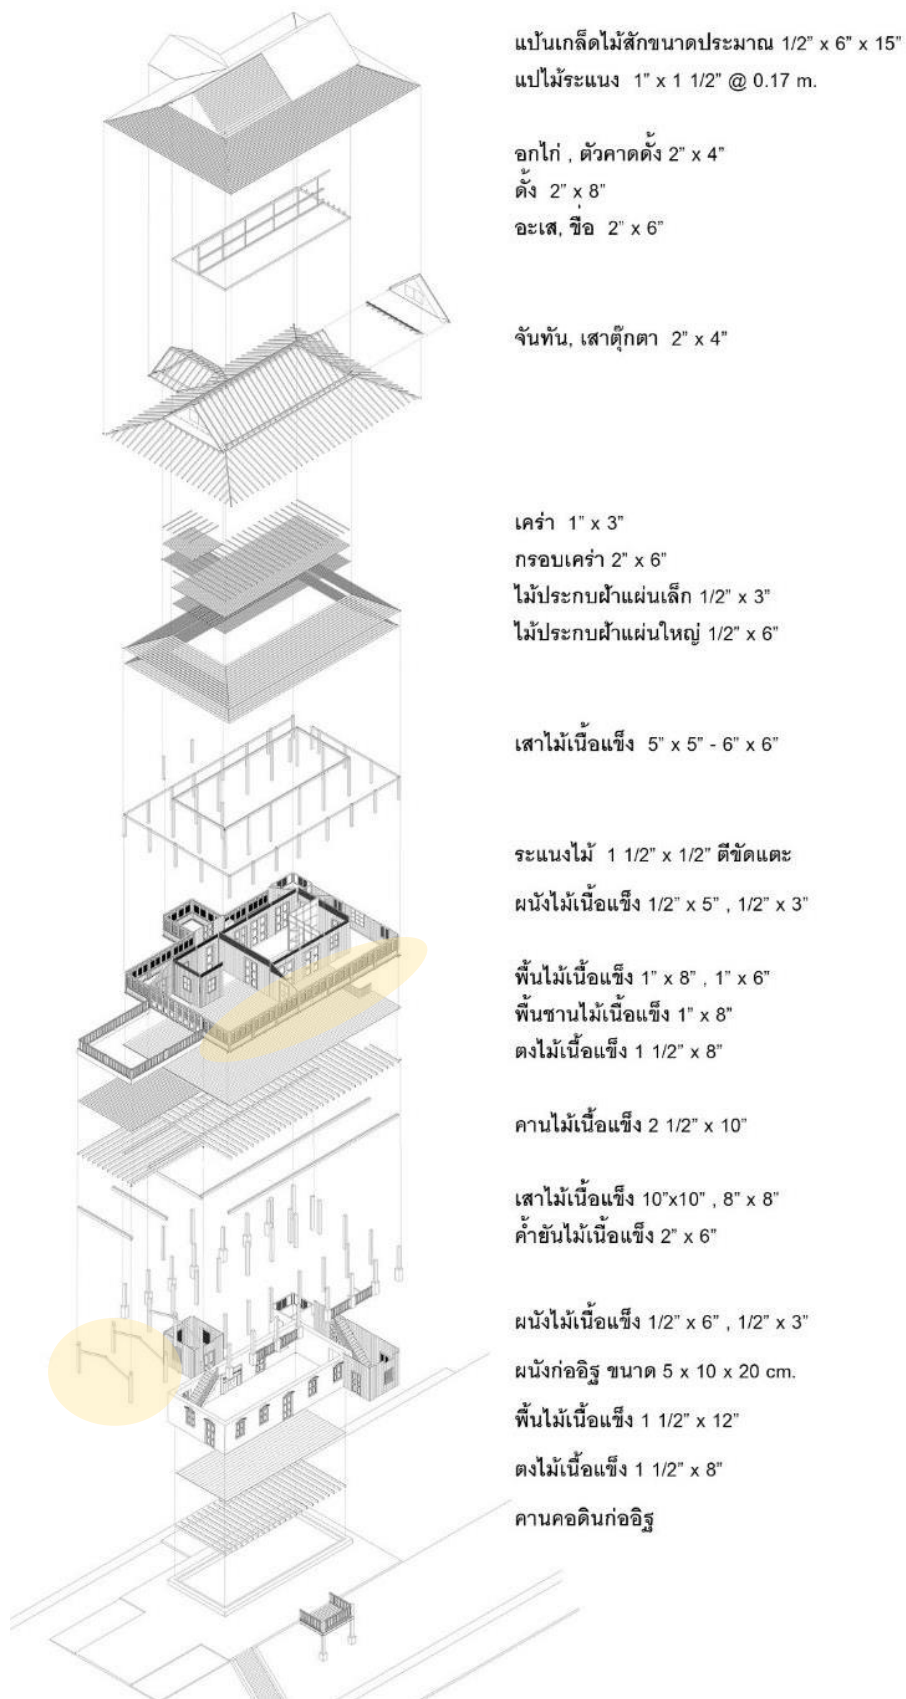 แป้นเกล็ดไม้สักขนาดประมาณ 1/2” x 6” x 15”
แปไม้ระแนง 1” x 1 1/2” @ 0.17 m.
อกไก่ , ตัวคาดดั้ง 2” x 4”
ดั้ง 2” x 8”
อะเส, ขื่อ 2” x 6”
จันทัน, เสาตุ๊กตา 2” x 4”
เคร่า 1” x 3”
กรอบเคร่า 2” x 6”
ไม้ประกบฝ้าแผ่นเล็ก 1/2” x 3”
ไม้ประกบฝ้าแผ่นใหญ่ 1/2” x 6”
เสาไม้เนื้อแข็ง 5” x 5” - 6” x 6”
ระแนงไม้ 1 1/2” x 1/2” ตีขัดแตะ
ผนังไม้เนื้อแข็ง 1/2” x 5” , 1/2” x 3”
พื้นไม้เนื้อแข็ง 1” x 8” , 1” x 6”
พื้นชานไม้เนื้อแข็ง 1” x 8”
ตงไม้เนื้อแข็ง 1 1/2” x 8”
คานไม้เนื้อแข็ง 2 1/2” x 10”
เสาไม้เนื้อแข็ง 10”x10” , 8” x 8”
ค้ำยันไม้เนื้อแข็ง 2” x 6”
ผนังไม้เนื้อแข็ง 1/2” x 6” , 1/2” x 3”
ผนังก่ออิฐ ขนาด 5 x 10 x 20 cm.
พื้นไม้เนื้อแข็ง 1 1/2” x 12”
ตงไม้เนื้อแข็ง 1 1/2” x 8”
คานคอดินก่ออิฐ